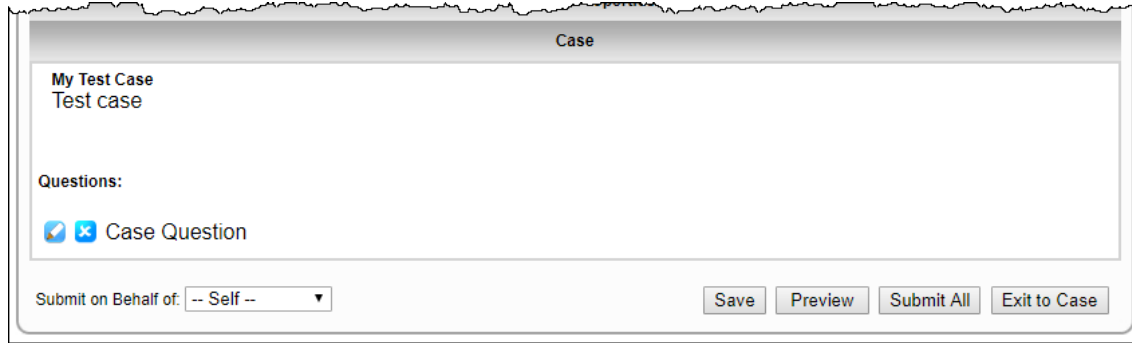 Case
My Test Case
Test case
Questions:
Case Question
Submit on Behalf of: -- Self -- Save Preview Submit All Exit to Case